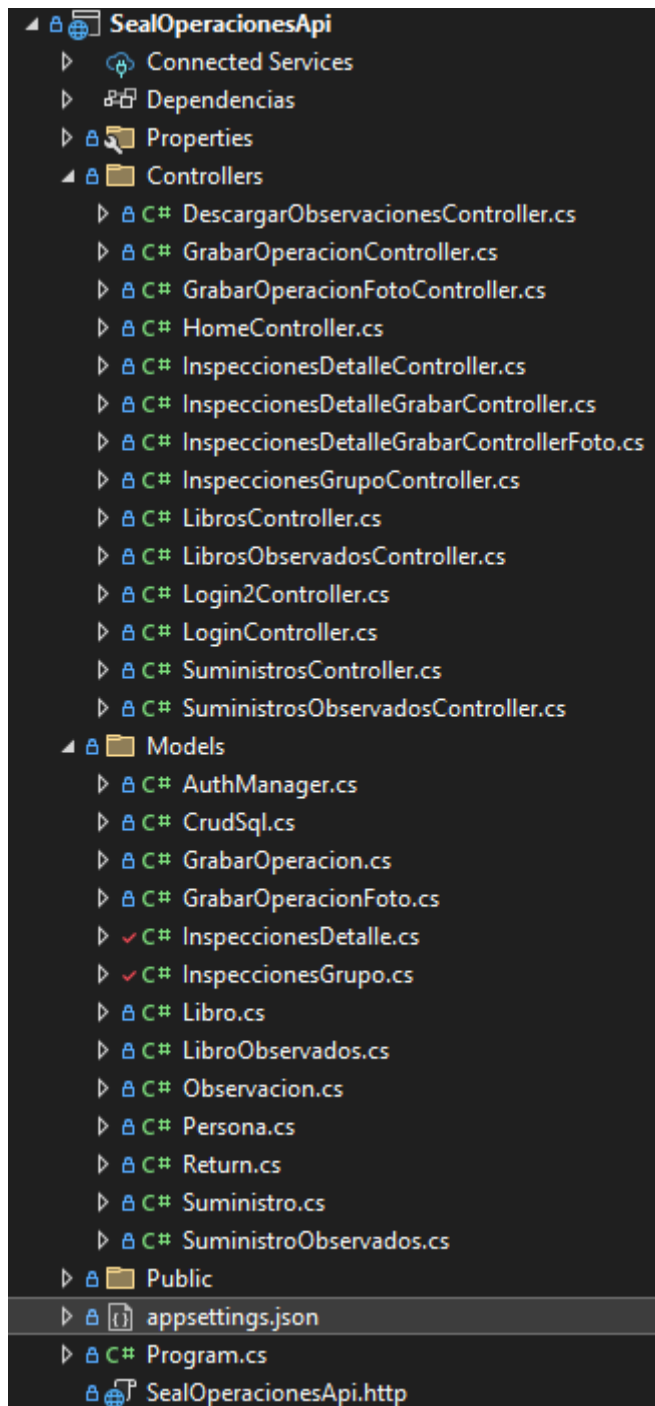 SealOperacionesApi
Connected Services
Dependencias
Properties
Controllers
C# DescargarObservacionesController.cs
C# GrabarOperacionController.cs
C# GrabarOperacionFotoController.cs
C# HomeController.cs
C# InspeccionesDetalleController.cs
C# InspeccionesDetalleGrabarController.cs
C# InspeccionesDetalleGrabarControllerFoto.cs
C# InspeccionesGrupoController.cs
C# LibrosController.cs
C# LibrosObservadosController.cs
C# Login2Controller.cs
C# LoginController.cs
C# SuministrosController.cs
C# SuministrosObservadosController.cs
Models
C# AuthManager.cs
C# CrudSql.cs
C# GrabarOperacion.cs
C# GrabarOperacionFoto.cs
C# InspeccionesDetalle.cs
C# InspeccionesGrupo.cs
C# Libro.cs
C# LibroObservados.cs
C# Observacion.cs
C# Persona.cs
C# Return.cs
C# Suministro.cs
C# SuministroObservados.cs
Public
appsettings.json
C# Program.cs
SealOperacionesApi.http